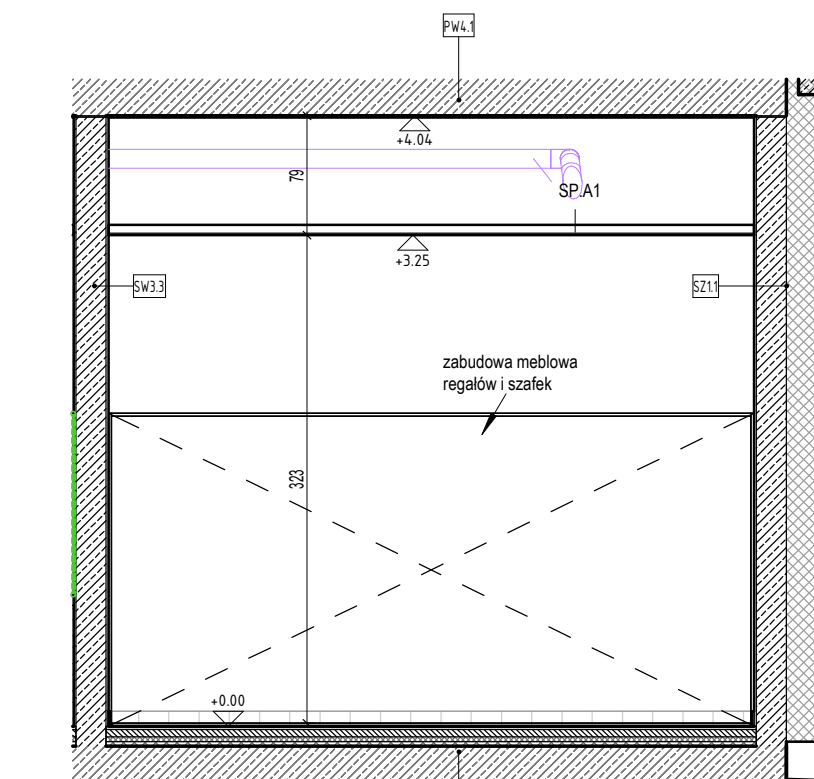 PW4.1
+4.04
79
SP.A1
+3.25
SW3.3
SZ1.1
zabudowa meblowa
regałów i szafek
323
+0.00